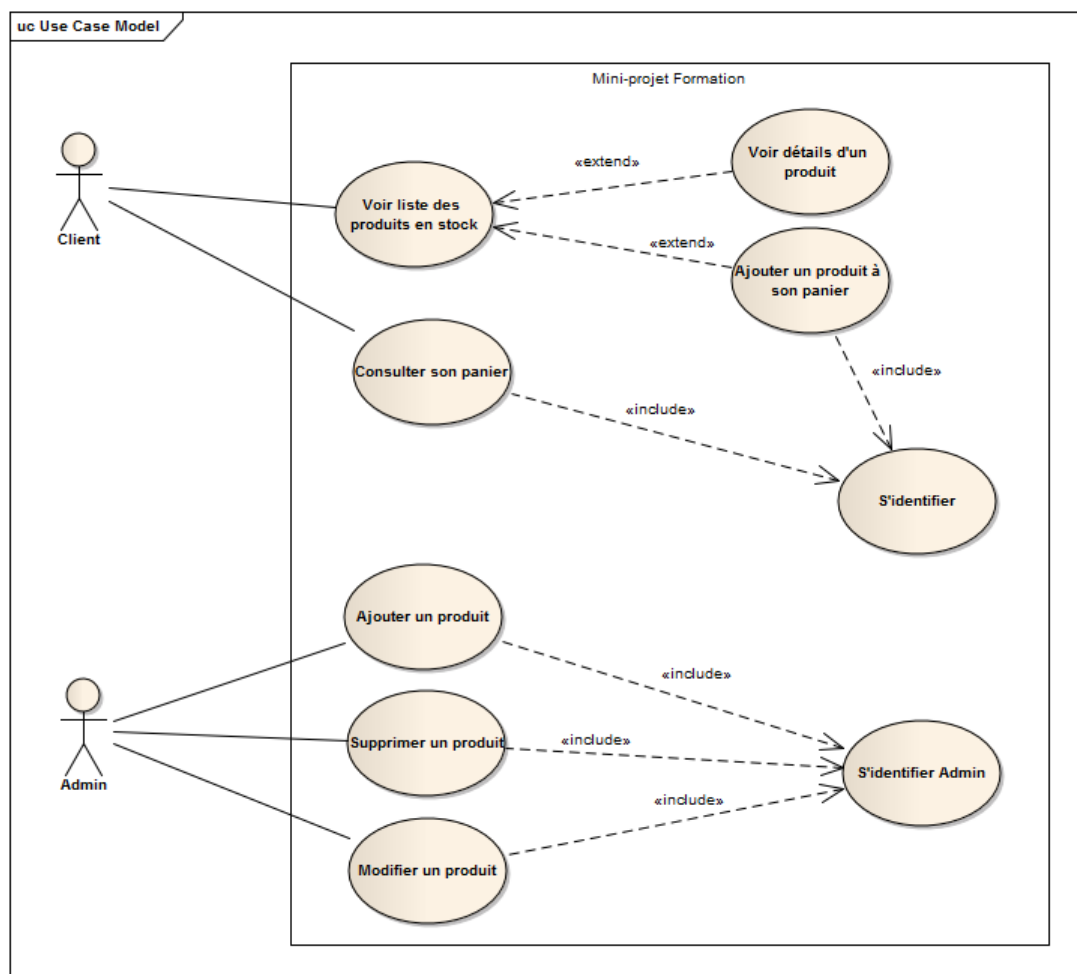 uc Use Case Model
Mini-projet Formation
Client
Voir liste des
produits en stock
«extend»
Voir détails d'un
produit
«extend»
Ajouter un produit à
son panier
Consulter son panier
«include»
«include»
S'identifier
Admin
Ajouter un produit
«include»
Supprimer un produit
«include»
S'identifier Admin
«include»
Modifier un produit